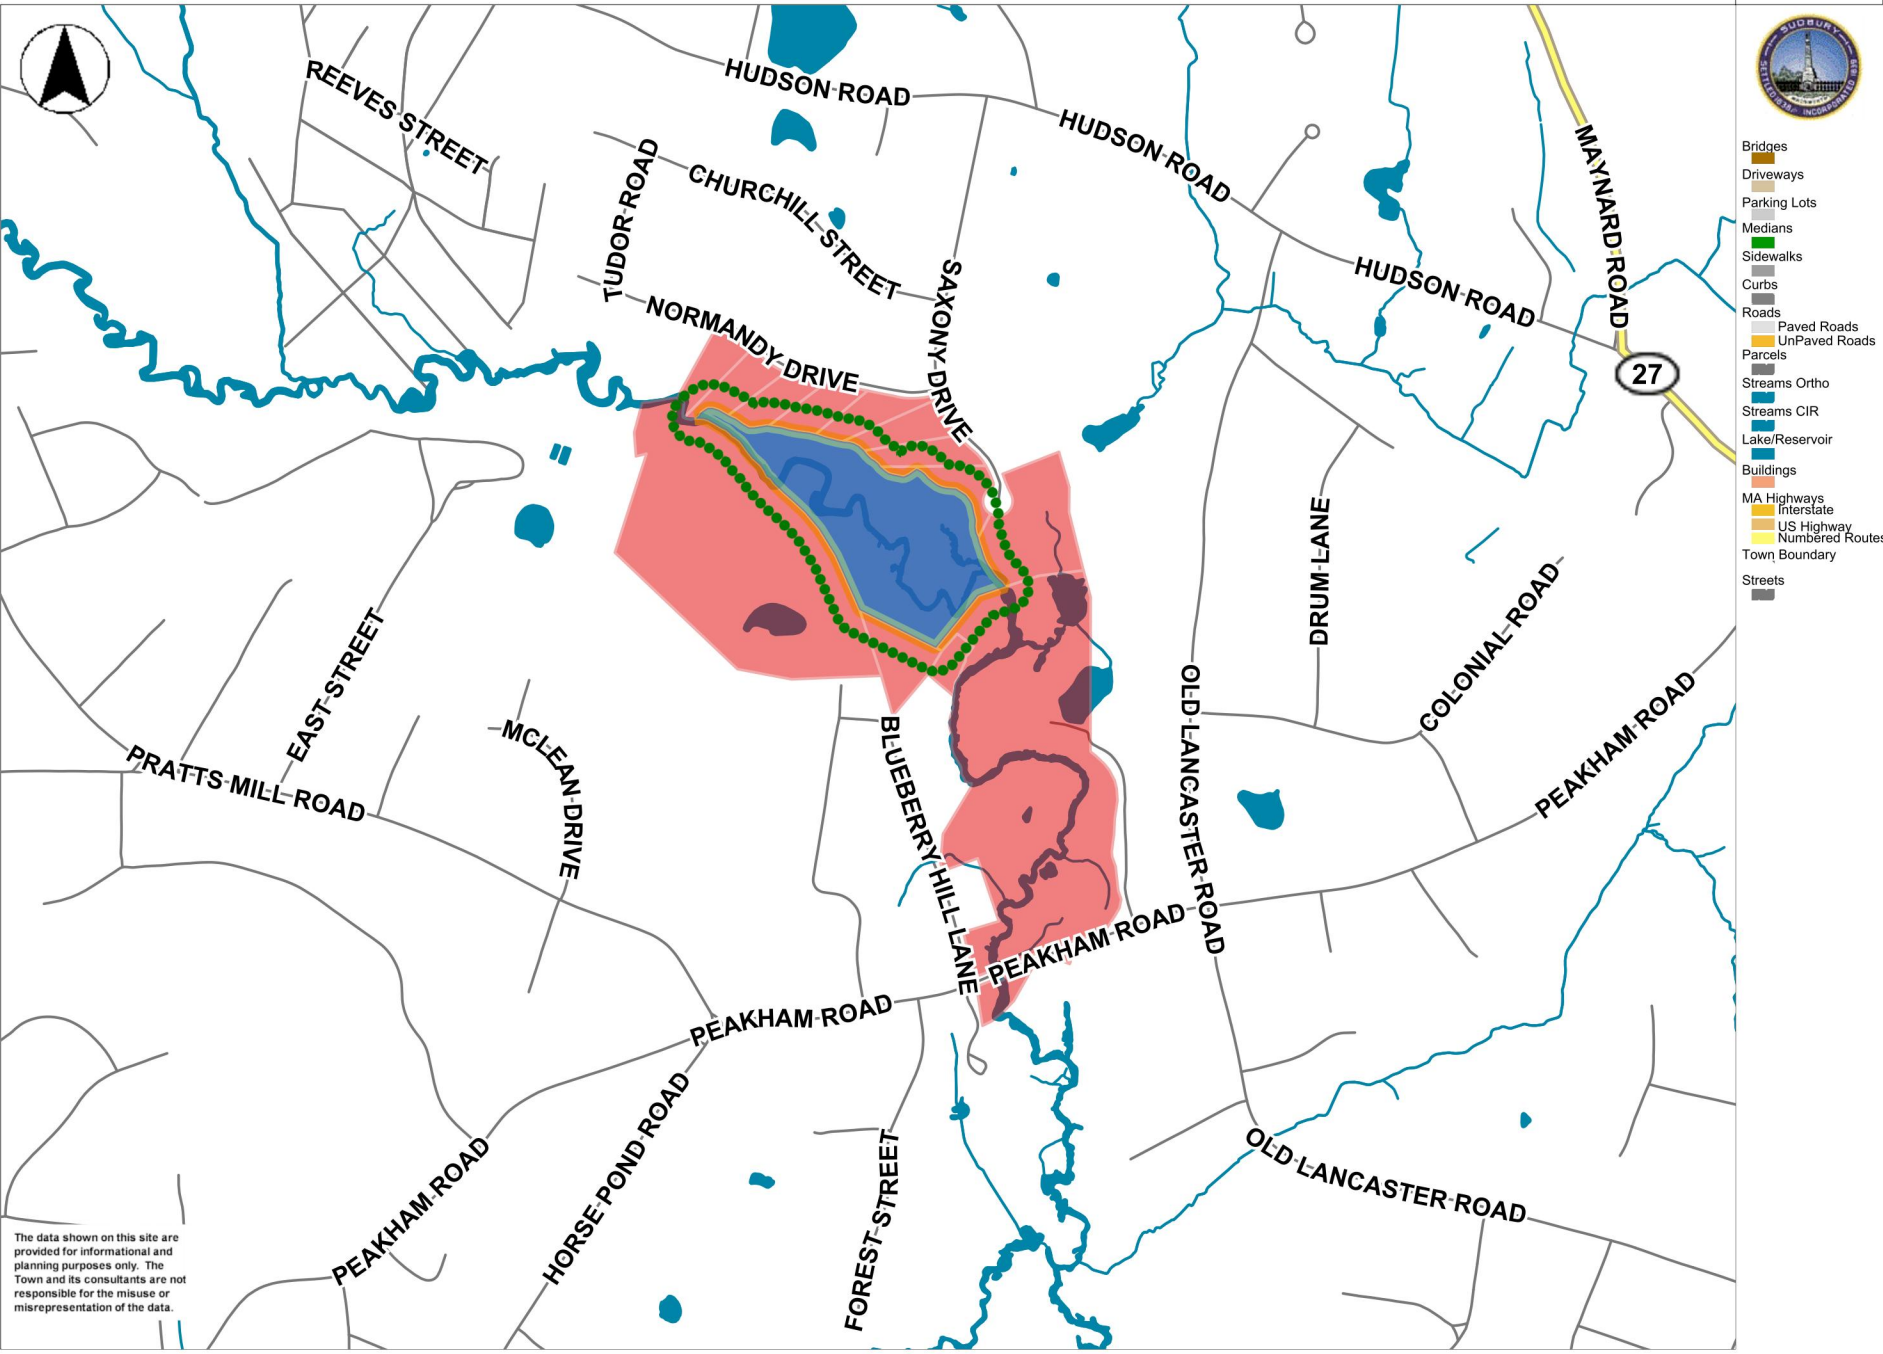 HUDSON ROAD
REEVES STREET
HUDSON ROAD
MAYNARD ROAD
TUDOR ROAD
CHURCHILL STREET
SAXONY DRIVE
HUDSON ROAD
NORMANDY DRIVE
27
DRUM LANE
COLONIAL ROAD
EAST STREET
OLD LANCASTER ROAD
PEAKHAM ROAD
MCLEAN DRIVE
BLUEBERRY HILL LANE
PRATTS MILL ROAD
PEAKHAM ROAD
PEAKHAM ROAD
HORSE POND ROAD
FOREST STREET
OLD LANCASTER ROAD
PEAKHAM ROAD
The data shown on this site are
provided for informational and
planning purposes only. The
Town and its consultants are not
responsible for the misuse or
misrepresentation of the data.
SUDBURY
SETTLED 1638
INCORPORATED 1639
Bridges
Driveways
Parking Lots
Medians
Sidewalks
Curbs
Roads
Paved Roads
UnPaved Roads
Parcels
Streams Ortho
Streams CIR
Lake/Reservoir
Buildings
MA Highways
Interstate
US Highway
Numbered Routes
Town Boundary
Streets